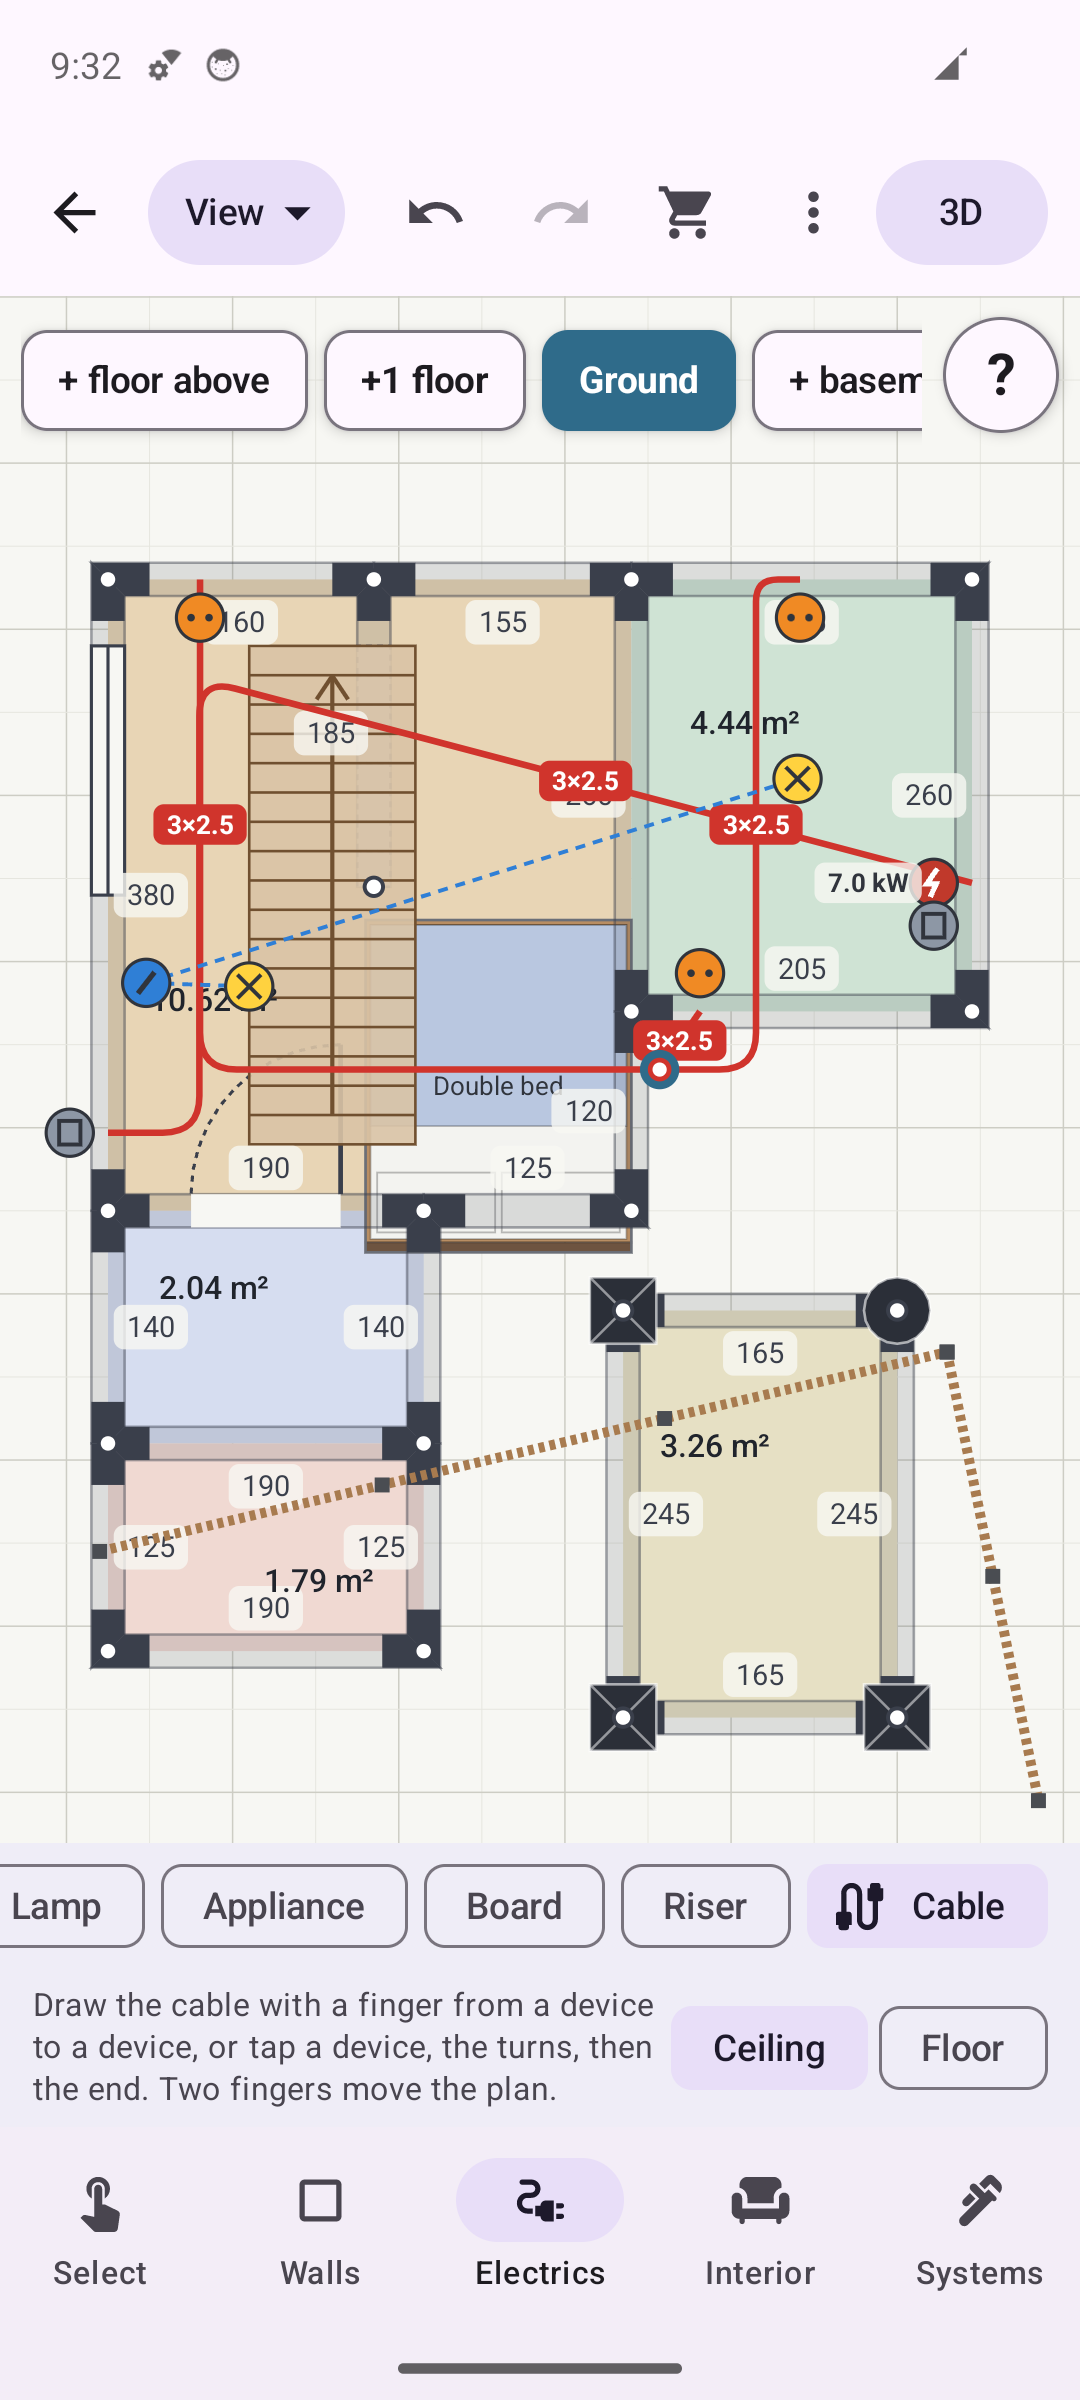 9:32
View
3D
+ floor above
+1 floor
Ground
+ basem
?
160
155
185
4.44 m²
3×2.5
3×2.5
3×2.5
260
380
7.0 kW
205
10.62
3×2.5
Double bed
120
190
125
2.04 m²
140
140
165
3.26 m²
190
245
245
125
125
1.79 m²
190
165
Lamp
Appliance
Board
Riser
Cable
Draw the cable with a finger from a device
to a device, or tap a device, the turns, then
the end. Two fingers move the plan.
Ceiling
Floor
Select
Walls
Electrics
Interior
Systems